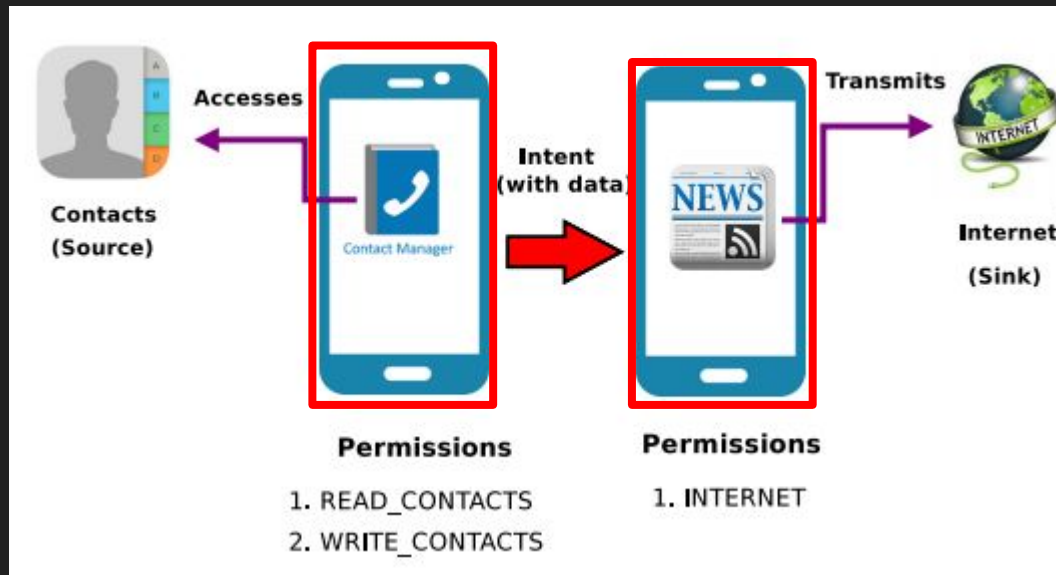 A
B
C
D
Accesses
Contacts
(Source)
Contact Manager
Intent
(with data)
NEWS
Transmits
INTERNET
Internet
(Sink)
Permissions
1. READ_CONTACTS
2. WRITE_CONTACTS
Permissions
1. INTERNET